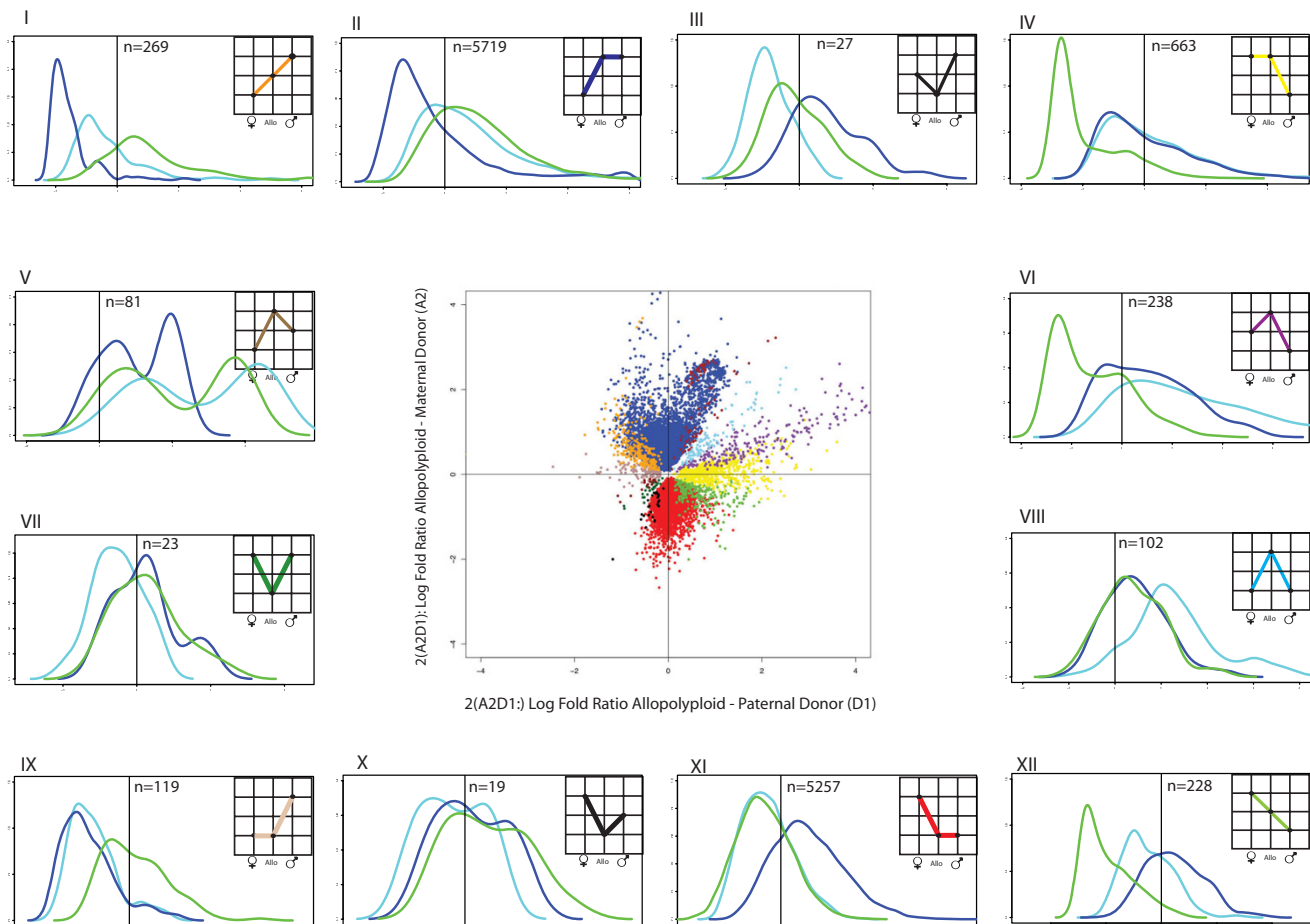 I
n=269
♀ Allo ♂
II
n=5719
♀ Allo ♂
III
n=27
♀ Allo ♂
IV
n=663
♀ Allo ♂
V
n=81
♀ Allo ♂
VI
n=238
♀ Allo ♂
2(A2D1): Log Fold Ratio Allopolyploid - Maternal Donor (A2)
4
2
0
−2
−4
−4 −2 0 2 4
2(A2D1:) Log Fold Ratio Allopolyploid - Paternal Donor (D1)
VII
n=23
♀ Allo ♂
VIII
n=102
♀ Allo ♂
IX
n=119
♀ Allo ♂
X
n=19
♀ Allo ♂
XI
n=5257
♀ Allo ♂
XII
n=228
♀ Allo ♂